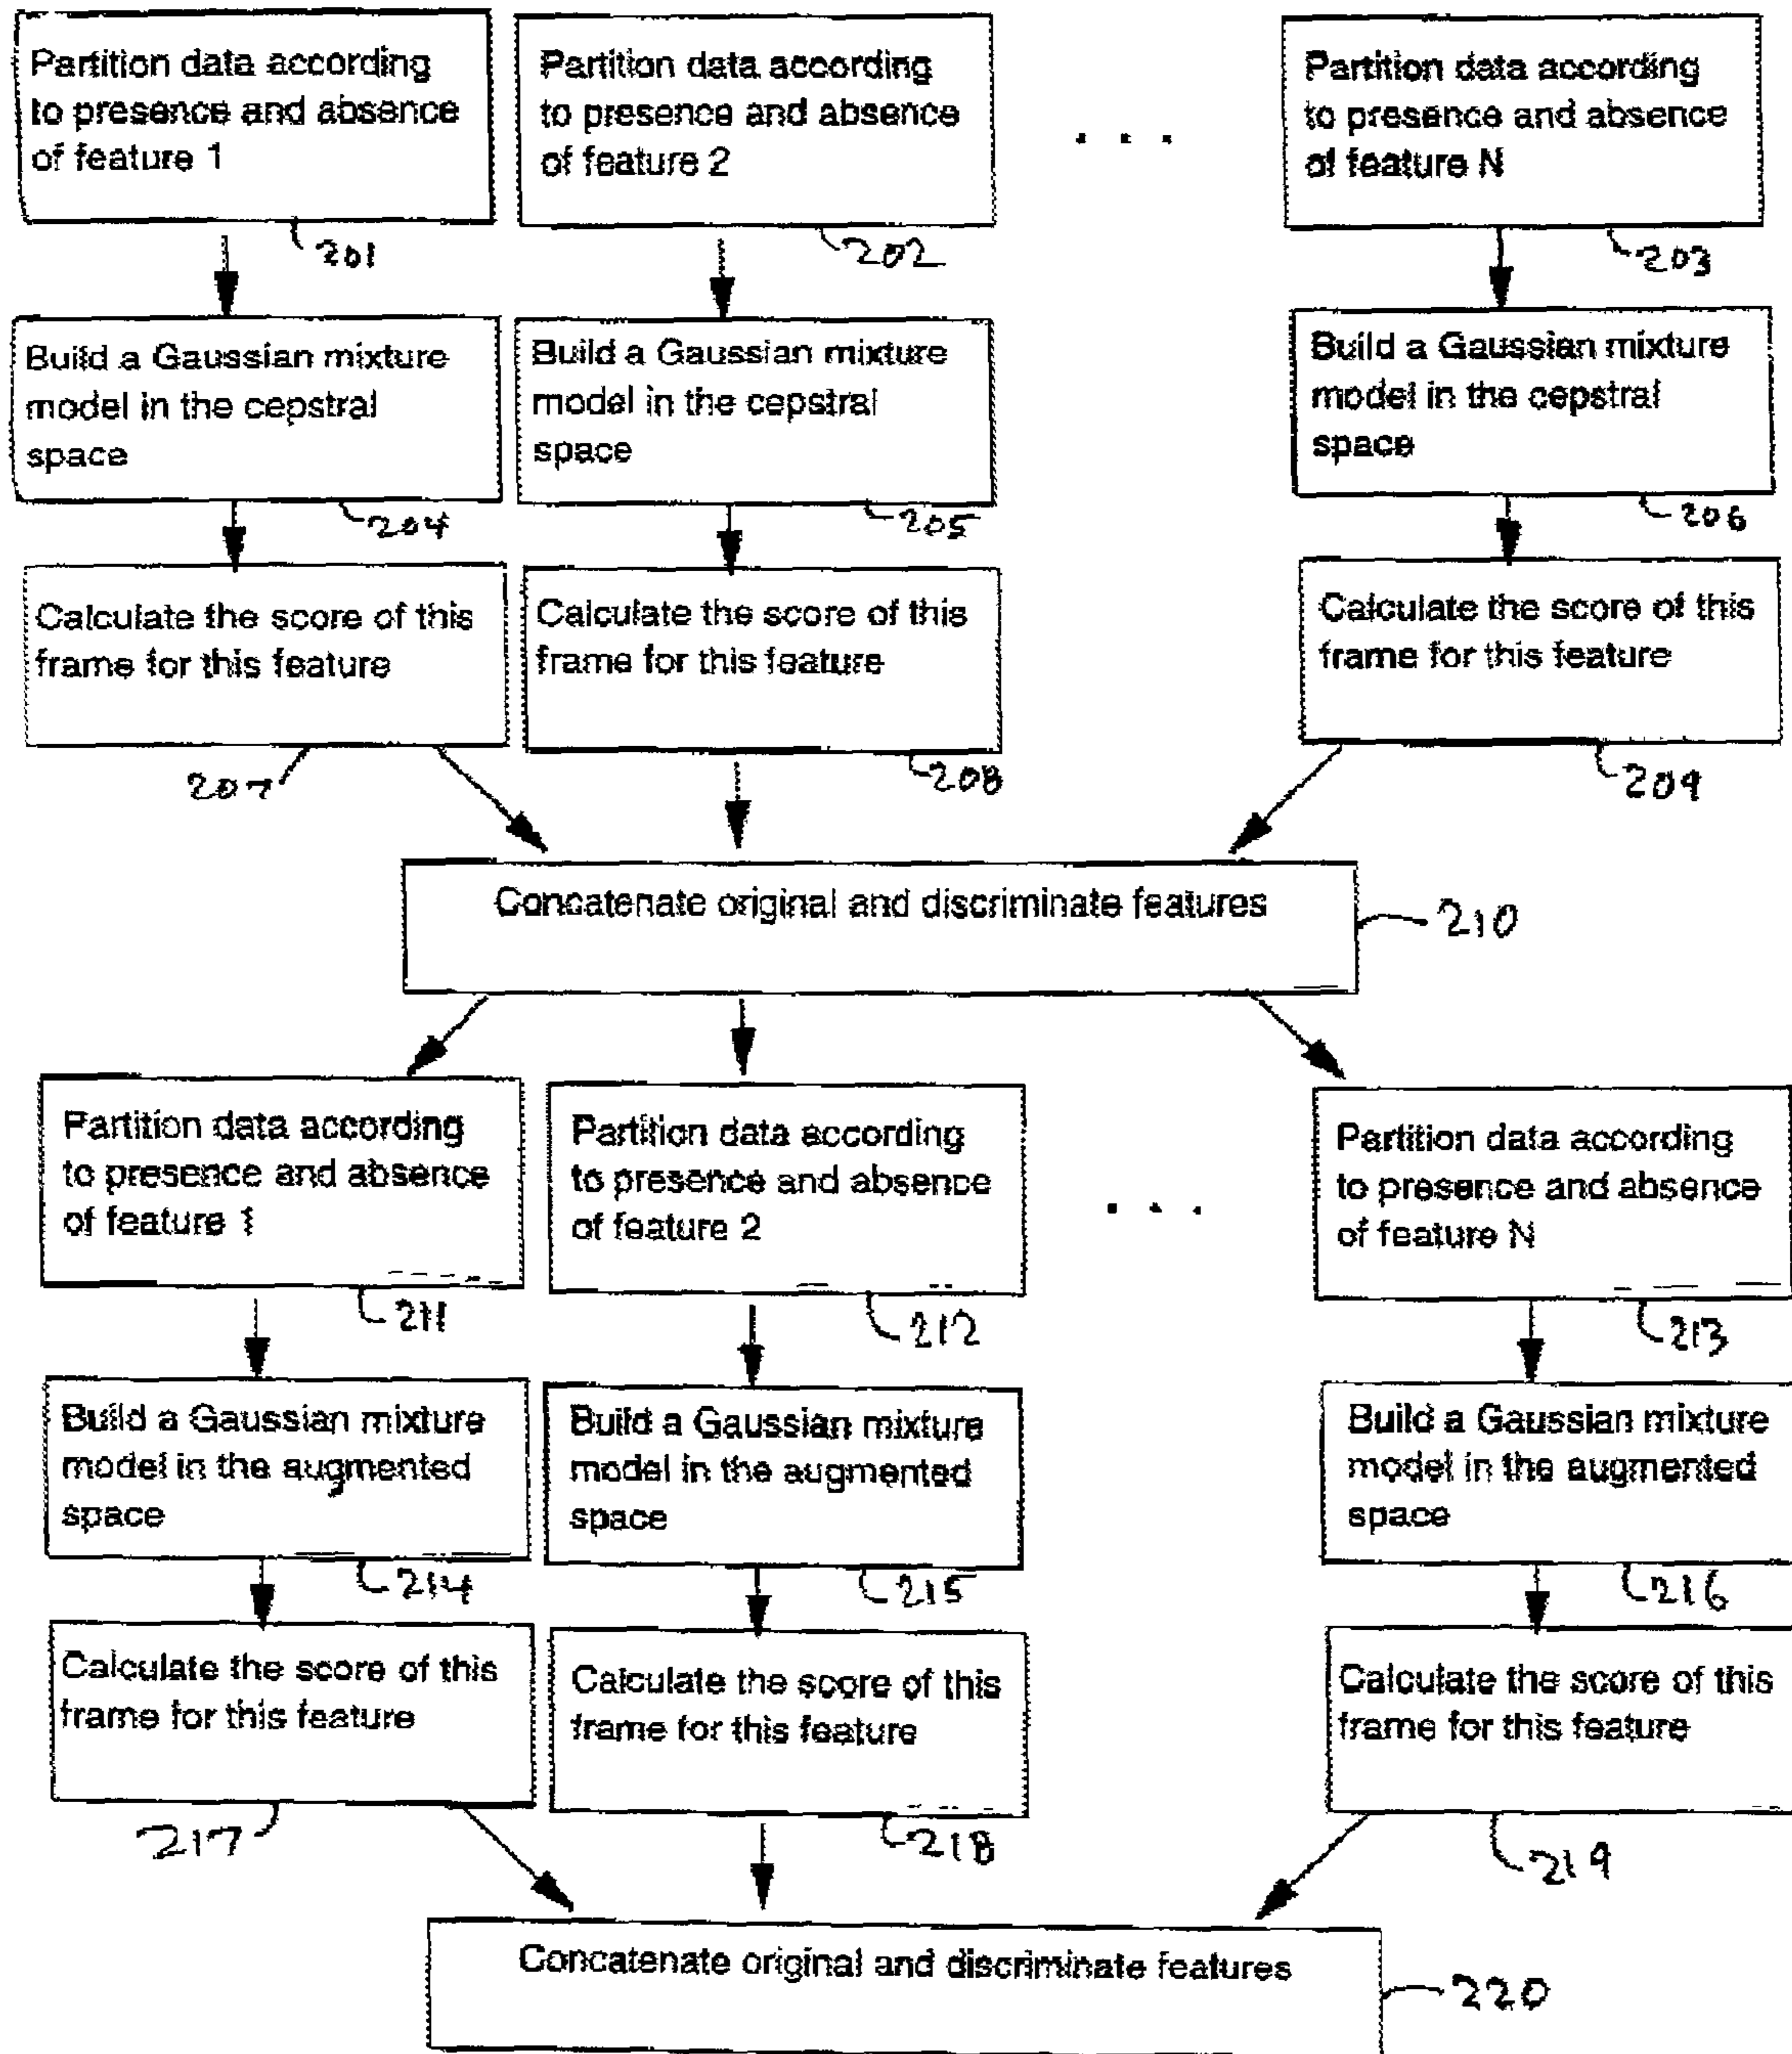 Partition data according
to presence and absence
of feature 1
201
Partition data according
to presence and absence
of feature 2
202
. . .
Partition data according
to presence and absence
of feature N
203
Build a Gaussian mixture
model in the cepstral
space
204
Build a Gaussian mixture
model in the cepstral
space
205
Build a Gaussian mixture
model in the cepstral
space
206
Calculate the score of this
frame for this feature
207
Calculate the score of this
frame for this feature
208
Calculate the score of this
frame for this feature
209
Concatenate original and discriminate features
210
Partition data according
to presence and absence
of feature 1
211
Partition data according
to presence and absence
of feature 2
212
. . .
Partition data according
to presence and absence
of feature N
213
Build a Gaussian mixture
model in the augmented
space
214
Build a Gaussian mixture
model in the augmented
space
215
Build a Gaussian mixture
model in the augmented
space
216
Calculate the score of this
frame for this feature
217
Calculate the score of this
frame for this feature
218
Calculate the score of this
frame for this feature
219
Concatenate original and discriminate features
220